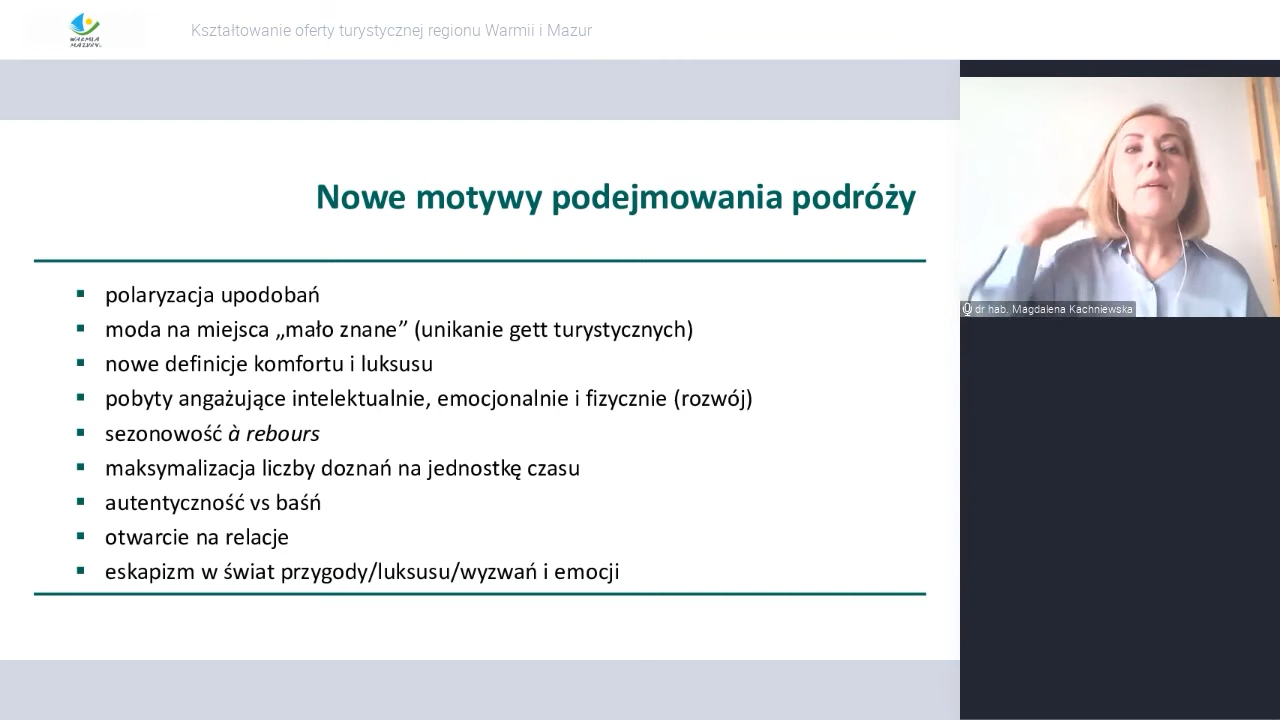 WARMIA
MAZURY
Kształtowanie oferty turystycznej regionu Warmii i Mazur
Nowe motywy podejmowania podróży
▪ polaryzacja upodobań
▪ moda na miejsca „mało znane” (unikanie gett turystycznych)
▪ nowe definicje komfortu i luksusu
▪ pobyty angażujące intelektualnie, emocjonalnie i fizycznie (rozwój)
▪ sezonowość à rebours
▪ maksymalizacja liczby doznań na jednostkę czasu
▪ autentyczność vs baśń
▪ otwarcie na relacje
▪ eskapizm w świat przygody/luksusu/wyzwań i emocji
dr hab. Magdalena Kachniewska